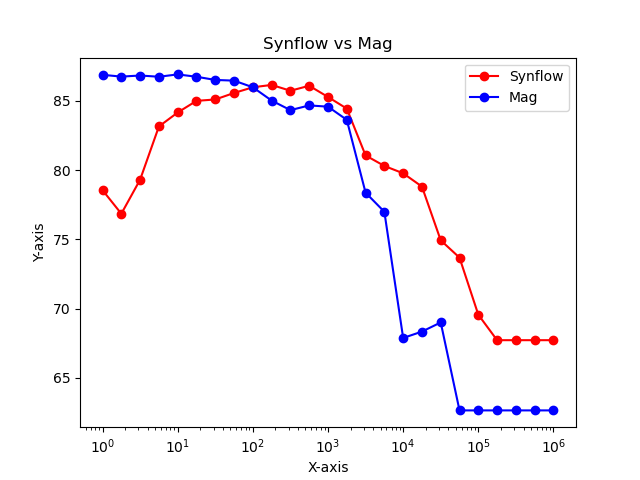 Synflow vs Mag
Synflow
Mag
Y-axis
85
80
75
70
65
10⁰ 10¹ 10² 10³ 10⁴ 10⁵ 10⁶
X-axis